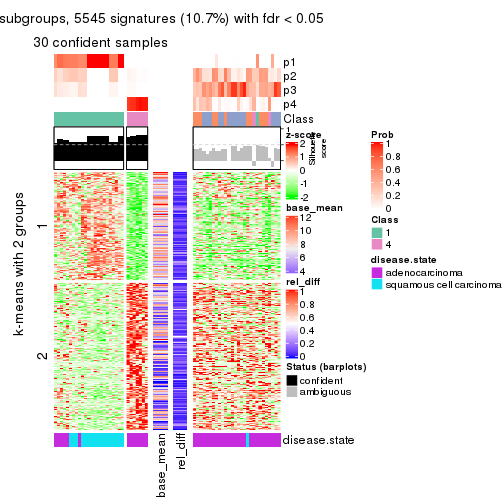 subgroups, 5545 signatures (10.7%) with fdr < 0.05
30 confident samples
p1
p2
p3
p4
Class
1
z-score
2
1
0
-1
-2
Silhouette
score
base_mean
12
10
8
6
4
rel_diff
1
0.8
0.6
0.4
0.2
0
Status (barplots)
confident
ambiguous
Prob
1
0.8
0.6
0.4
0.2
0
Class
1
4
disease.state
adenocarcinoma
squamous cell carcinoma
k-means with 2 groups
1
2
disease.state
base_mean
rel_diff